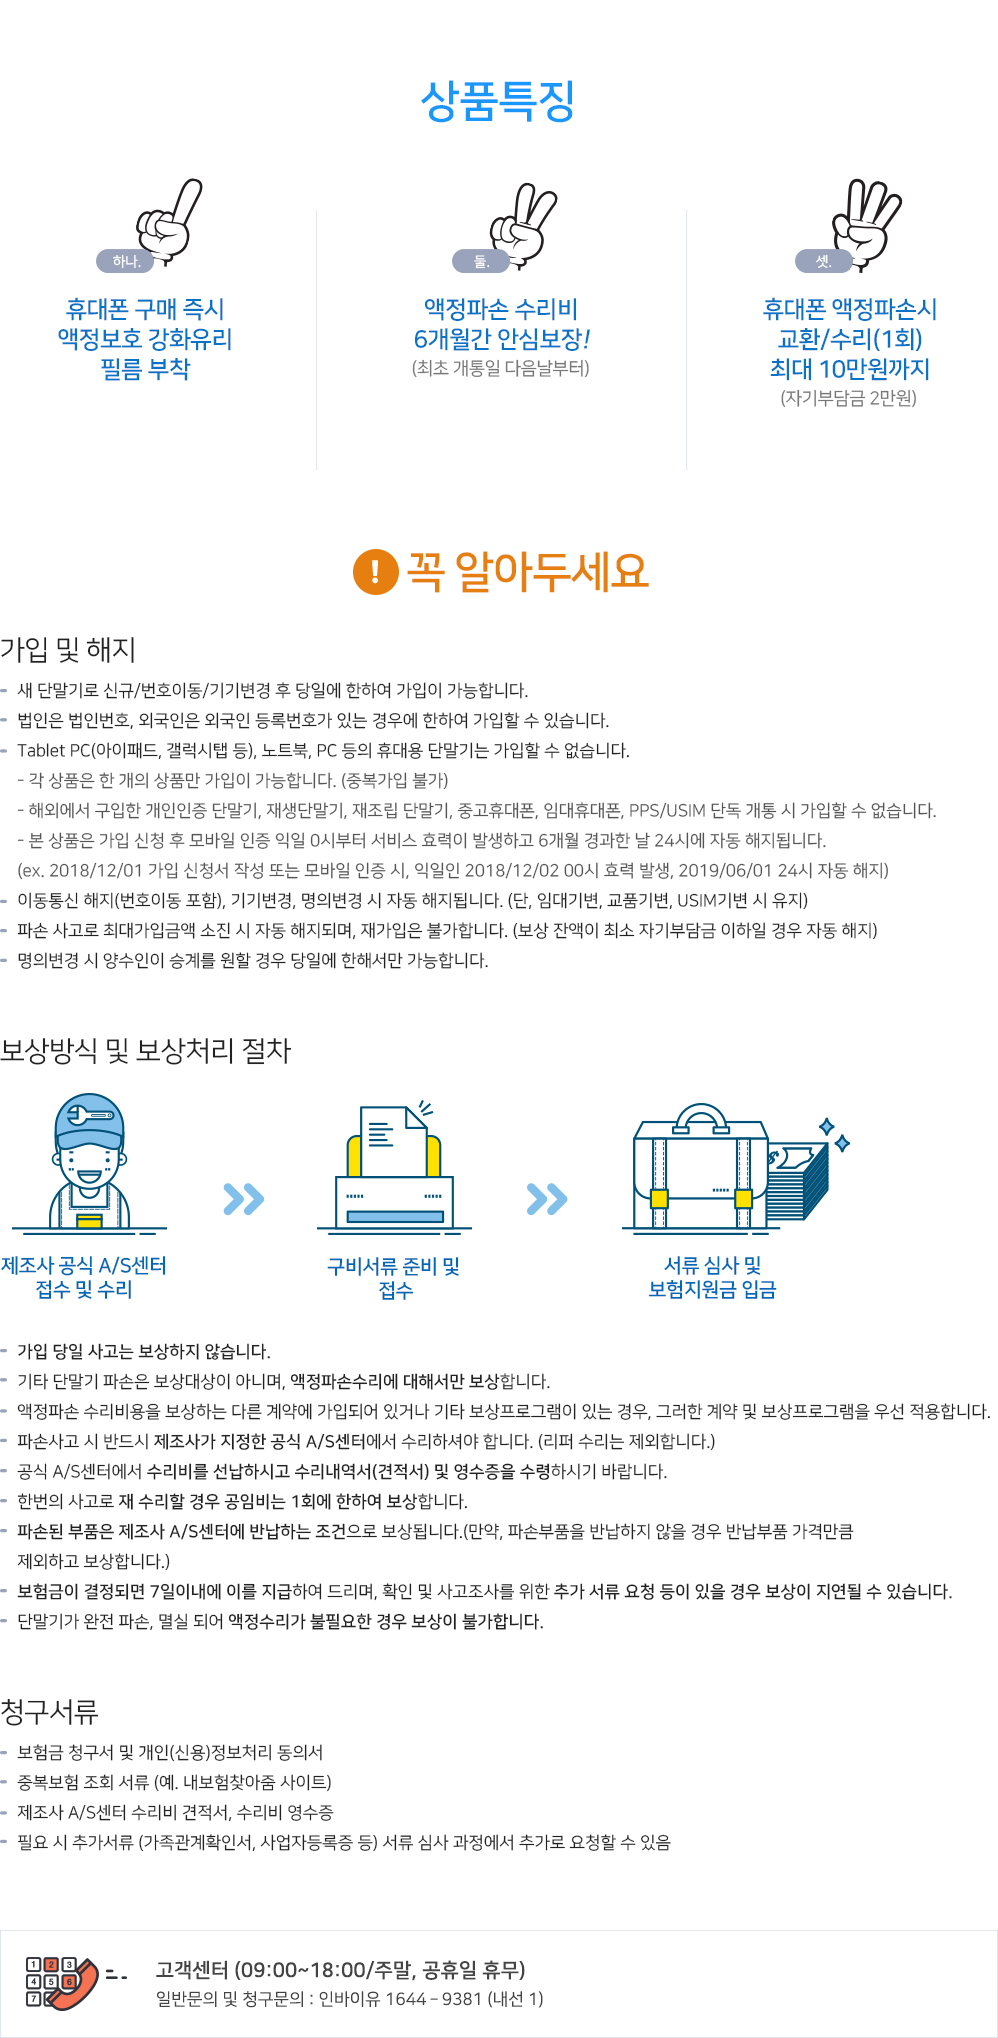 상품특징
하나.
휴대폰 구매 즉시
액정보호 강화유리
필름 부착
둘.
액정파손 수리비
6개월간 안심보장!
(최초 개통일 다음날부터)
셋.
휴대폰 액정파손시
교환/수리(1회)
최대 10만원까지
(자기부담금 2만원)
! 꼭 알아두세요
가입 및 해지
- 새 단말기로 신규/번호이동/기기변경 후 당일에 한하여 가입이 가능합니다.
- 법인은 법인번호, 외국인은 외국인 등록번호가 있는 경우에 한하여 가입할 수 있습니다.
- Tablet PC(아이패드, 갤럭시탭 등), 노트북, PC 등의 휴대용 단말기는 가입할 수 없습니다.
- 각 상품은 한 개의 상품만 가입이 가능합니다. (중복가입 불가)
- 해외에서 구입한 개인인증 단말기, 재생단말기, 재조립 단말기, 중고휴대폰, 임대휴대폰, PPS/USIM 단독 개통 시 가입할 수 없습니다.
- 본 상품은 가입 신청 후 모바일 인증 익일 0시부터 서비스 효력이 발생하고 6개월 경과한 날 24시에 자동 해지됩니다.
(ex. 2018/12/01 가입 신청서 작성 또는 모바일 인증 시, 익일인 2018/12/02 00시 효력 발생, 2019/06/01 24시 자동 해지)
- 이동통신 해지(번호이동 포함), 기기변경, 명의변경 시 자동 해지됩니다. (단, 임대기변, 교품기변, USIM기변 시 유지)
- 파손 사고로 최대가입금액 소진 시 자동 해지되며, 재가입은 불가합니다. (보상 잔액이 최소 자기부담금 이하일 경우 자동 해지)
- 명의변경 시 양수인이 승계를 원할 경우 당일에 한해서만 가능합니다.
보상방식 및 보상처리 절차
제조사 공식 A/S센터
접수 및 수리
구비서류 준비 및
접수
서류 심사 및
보험지원금 입금
- 가입 당일 사고는 보상하지 않습니다.
- 기타 단말기 파손은 보상대상이 아니며, 액정파손수리에 대해서만 보상합니다.
- 액정파손 수리비용을 보상하는 다른 계약에 가입되어 있거나 기타 보상프로그램이 있는 경우, 그러한 계약 및 보상프로그램을 우선 적용합니다.
- 파손사고 시 반드시 제조사가 지정한 공식 A/S센터에서 수리하셔야 합니다. (리퍼 수리는 제외합니다.)
- 공식 A/S센터에서 수리비를 선납하시고 수리내역서(견적서) 및 영수증을 수령하시기 바랍니다.
- 한번의 사고로 재 수리할 경우 공임비는 1회에 한하여 보상합니다.
- 파손된 부품은 제조사 A/S센터에 반납하는 조건으로 보상됩니다.(만약, 파손부품을 반납하지 않을 경우 반납부품 가격만큼
제외하고 보상합니다.)
- 보험금이 결정되면 7일이내에 이를 지급하여 드리며, 확인 및 사고조사를 위한 추가 서류 요청 등이 있을 경우 보상이 지연될 수 있습니다.
- 단말기가 완전 파손, 멸실 되어 액정수리가 불필요한 경우 보상이 불가합니다.
청구서류
- 보험금 청구서 및 개인(신용)정보처리 동의서
- 중복보험 조회 서류 (예. 내보험찾아줌 사이트)
- 제조사 A/S센터 수리비 견적서, 수리비 영수증
- 필요 시 추가서류 (가족관계확인서, 사업자등록증 등) 서류 심사 과정에서 추가로 요청할 수 있음
1 2 3
4 5 6
7
고객센터 (09:00~18:00/주말, 공휴일 휴무)
일반문의 및 청구문의 : 인바이유 1644 - 9381 (내선 1)